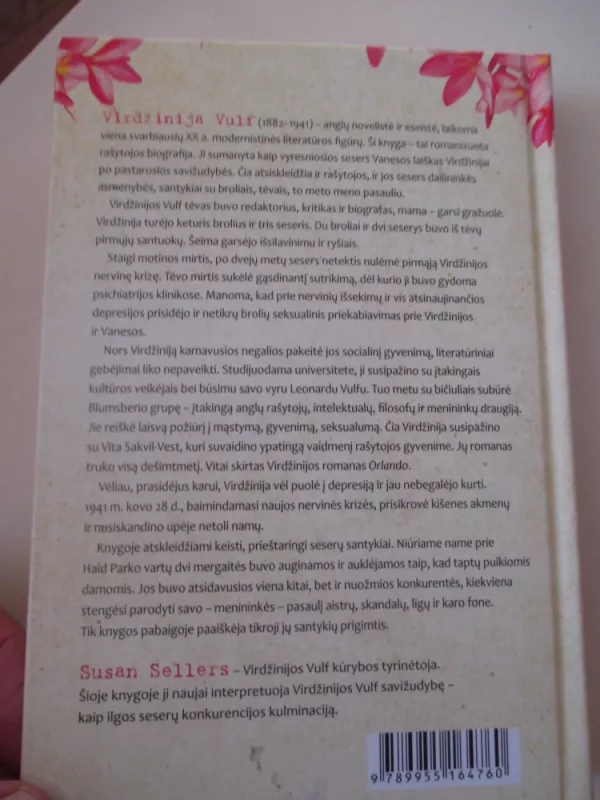 Virdžinija Vulf (1882–1941) – anglų novelistė ir eseistė, laikoma
viena svarbiausių XX a. modernistinės literatūros figūrų. Ši knyga – tai romanizuota
rašytojos biografija. Ji sumanyta kaip vyresniosios sesers Vanesos laiškas Virdžinijai
po pastarosios savižudybės. Čia atsiskleidžia ir rašytojos, ir jos sesers dailininkės
asmenybės, santykiai su broliais, tėvais, to meto meno pasauliu.
Virdžinijos Vulf tėvas buvo redaktorius, kritikas ir biografas, mama – garsi gražuolė.
Virdžinija turėjo keturis brolius ir tris seseris. Du broliai ir dvi seserys buvo iš tėvų
pirmųjų santuokų. Šeima garsėjo išsilavinimu ir ryšiais.
Staigi motinos mirtis, po dvejų metų sesers netektis nulėmė pirmąją Virdžinijos
nervinę krizę. Tėvo mirtis sukėlė gąsdinantį sutrikimą, dėl kurio ji buvo gydoma
psichiatrijos klinikose. Manoma, kad prie nervinių išsekimų ir vis atsinaujinančios
depresijos prisidėjo ir netikrų brolių seksualinis priekabiavimas prie Virdžinijos
ir Vanesos.
Nors Virdžiniją kamavusios negalios pakeitė jos socialinį gyvenimą, literatūriniai
gebėjimai liko nepaveikti. Studijuodama universitete, ji susipažino su įtakingais
kultūros veikėjais bei būsimu savo vyru Leonardu Vulfu. Tuo metu su bičiuliais subūrė
Blumsberio grupę – įtakingą anglų rašytojų, intelektualų, filosofų ir menininkų draugiją.
Jie reiškė laisvą požiūrį į mąstymą, gyvenimą, seksualumą. Čia Virdžinija susipažino
su Vita Sakvil-Vest, kuri suvaidino ypatingą vaidmenį rašytojos gyvenime. Jų romanas
truko visą dešimtmetį. Vitai skirtas Virdžinijos romanas Orlando.
Vėliau, prasidėjus karui, Virdžinija vėl puolė į depresiją ir jau nebegalėjo kurti.
1941 m. kovo 28 d., baimindamasi naujos nervinės krizės, prisikrovė kišenes akmenų
ir nusiskandino upėje netoli namų.
Knygoje atskleidžiami keisti, prieštaringi seserų santykiai. Niūriame name prie
Haid Parko vartų dvi mergaitės buvo auginamos ir auklėjamos taip, kad taptų puikiomis
damomis. Jos buvo atsidavusios viena kitai, bet ir nuožmios konkurentės, kiekviena
stengėsi parodyti savo – menininkės – pasaulį aistrų, skandalų, ligų ir karo fone.
Tik knygos pabaigoje paaiškėja tikroji jų santykių prigimtis.
Susan Sellers – Virdžinijos Vulf kūrybos tyrinėtoja.
Šioje knygoje ji naujai interpretuoja Virdžinijos Vulf savižudybę –
kaip ilgos seserų konkurencijos kulminaciją.
9 789955 164760